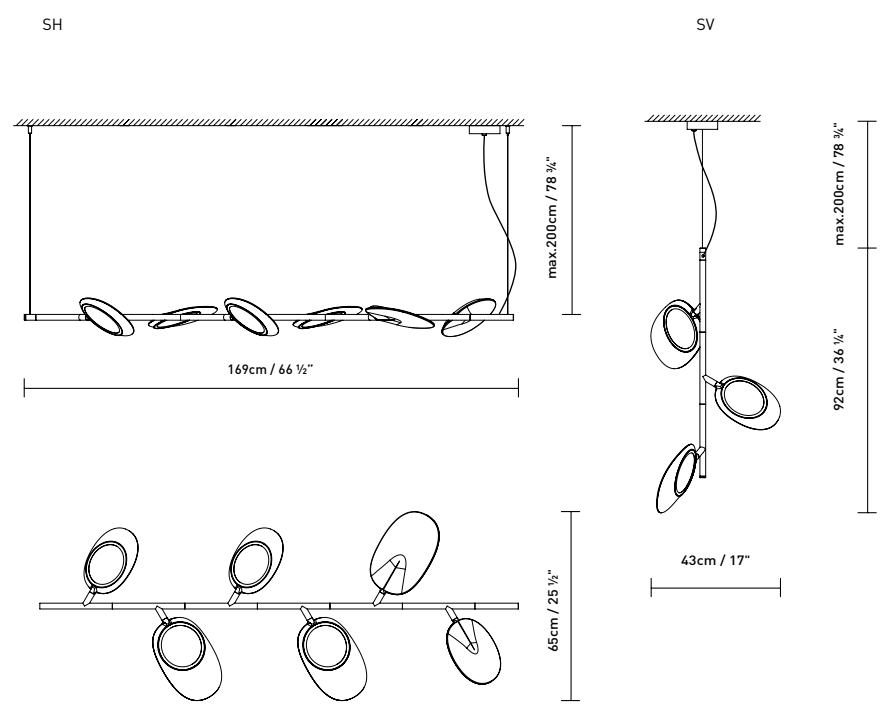 SH
SV
max.200cm / 78 ¾"
max.200cm / 78 ¾"
169cm / 66 ½"
92cm / 36 ¼"
43cm / 17"
65cm / 25 ½"